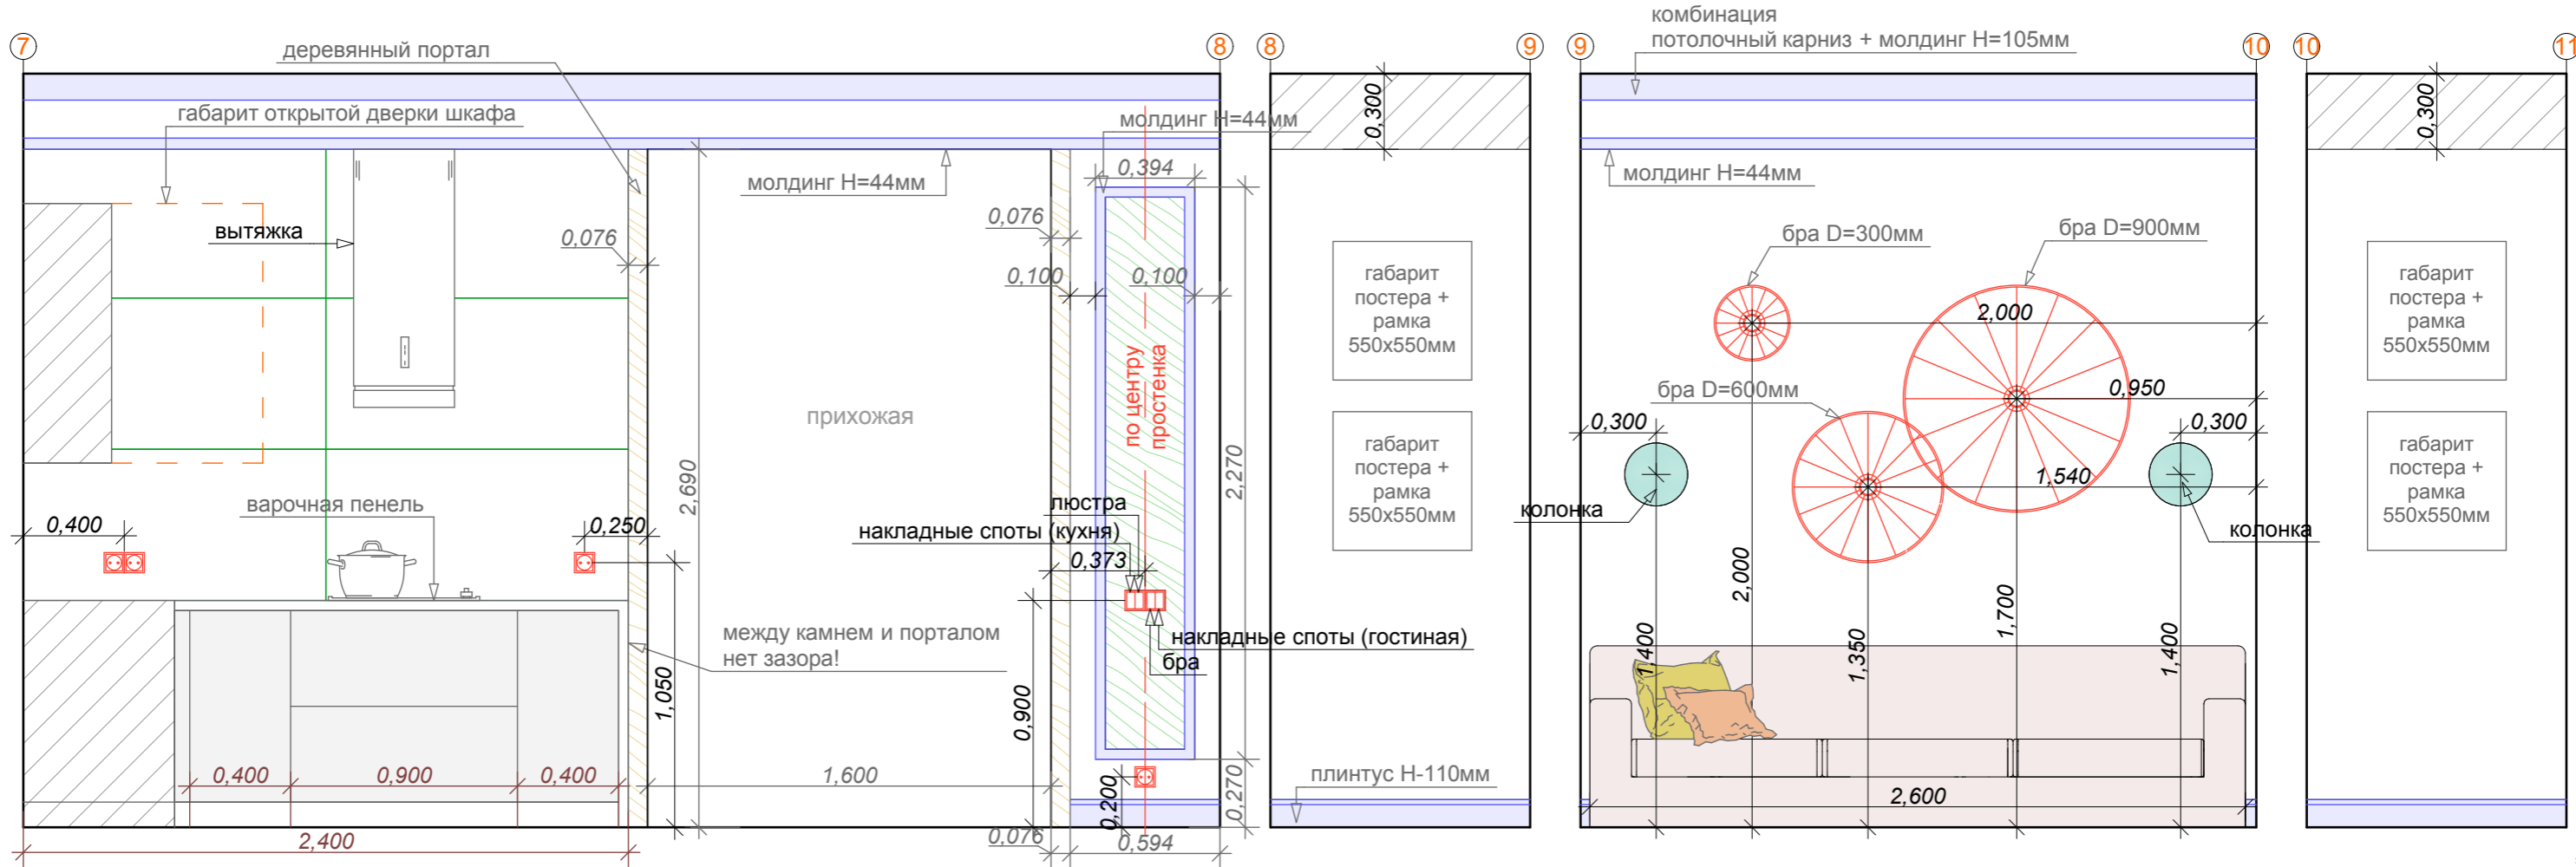 комбинация
потолочный карниз + молдинг Н=105мм
7
8
8
9
9
10
10
11
деревянный портал
габарит открытой дверки шкафа
молдинг Н=44мм
0,300
0,300
молдинг Н=44мм
0,394
молдинг Н=44мм
вытяжка
0,076
0,076
0,100
0,100
бра D=300мм
бра D=900мм
габарит
постера +
рамка
550х550мм
габарит
постера +
рамка
550х550мм
2,000
по центру
простенка
бра D=600мм
0,950
прихожая
0,300
0,300
2,690
2,270
габарит
постера +
рамка
550х550мм
габарит
постера +
рамка
550х550мм
1,540
варочная пенель
люстра
колонка
0,400
0,250
накладные споты (кухня)
колонка
0,373
2,000
1,700
между камнем и порталом
нет зазора!
накладные споты (гостиная)
бра
1,400
1,350
1,400
1,050
0,900
0,400
0,900
0,400
1,600
плинтус Н-110мм
0,200
0,270
2,600
2,400
0,076
0,594